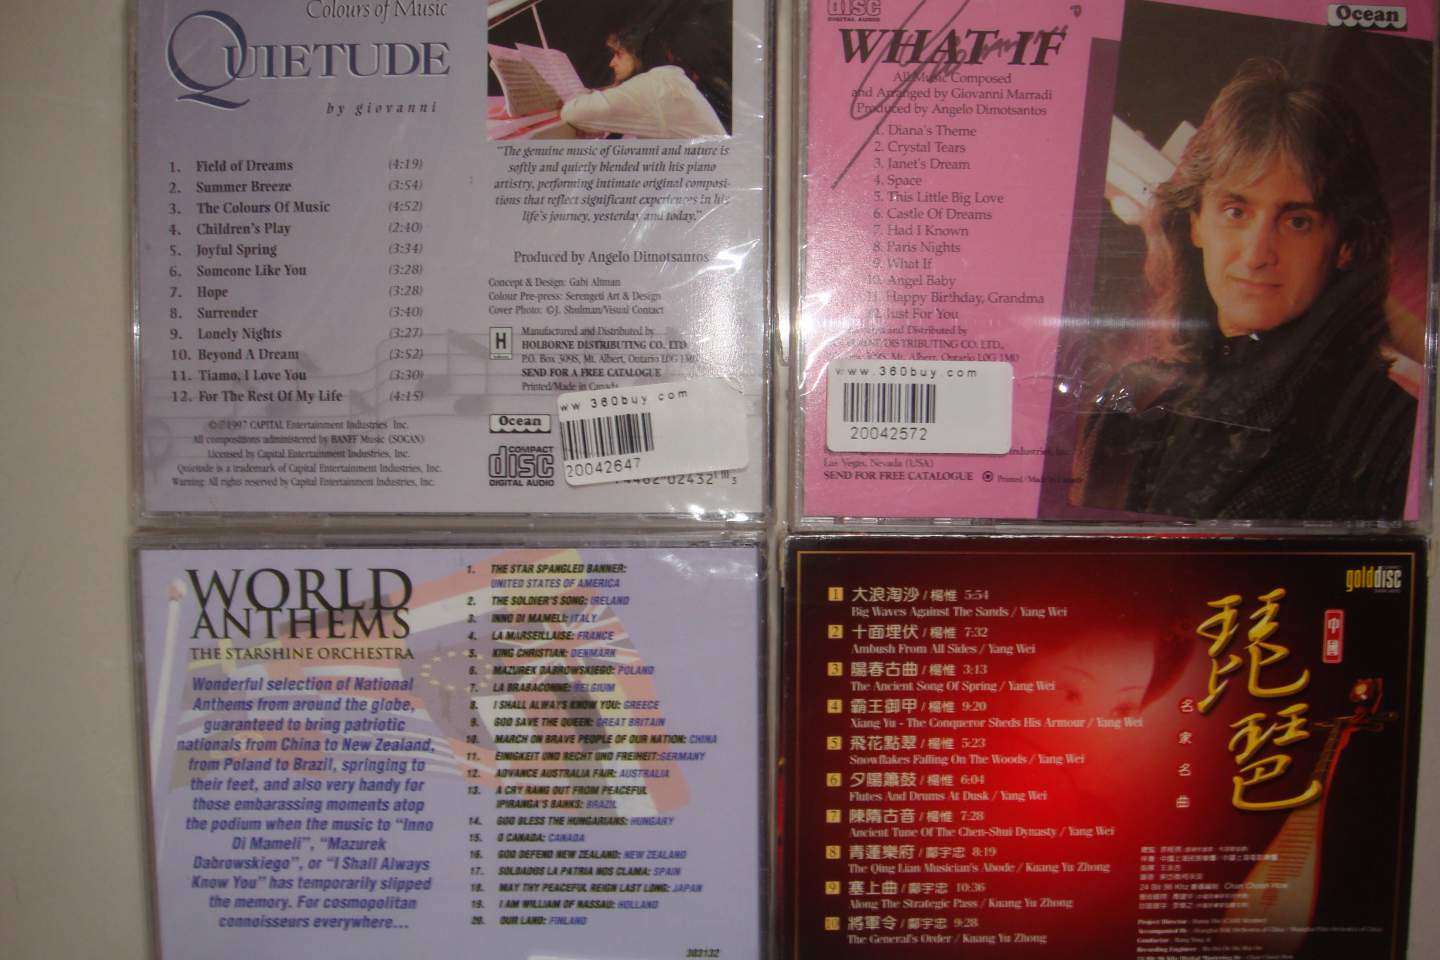 Colours of Music
QUIETUDE
by giovanni
1. Field of Dreams (4:19)
2. Summer Breeze (3:54)
3. The Colours Of Music (4:52)
4. Children's Play (2:40)
5. Joyful Spring (3:34)
6. Someone Like You (3:28)
7. Hope (3:28)
8. Surrender (3:40)
9. Lonely Nights (3:27)
10. Beyond A Dream (3:52)
11. Tiamo, I Love You (3:30)
12. For The Rest Of My Life (4:15)
©℗1997 CAPITAL Entertainment Industries Inc.
All compositions administered by BANFF Music (SOCAN)
Licensed by Capital Entertainment Industries, Inc.
Quietude is a trademark of Capital Entertainment Industries, Inc.
Warning: All rights reserved by Capital Entertainment Industries, Inc.
"The genuine music of Giovanni and nature is
softly and quietly blended with his piano
artistry, performing intimate original composi-
tions that reflect significant experiences in his
life's journey, yesterday and today."
Produced by Angelo Dimotsantos
Concept & Design: Gabi Altman
Colour Pre-press: Serengeti Art & Design
Cover Photo: ©J. Shulman/Visual Contact
H
Manufactured and Distributed by
HOLBORNE DISTRIBUTING CO., LTD.
P.O. Box 309S, Mt. Albert, Ontario L0G 1M0
SEND FOR A FREE CATALOGUE
Printed/Made in Canada
Ocean
COMPACT
disc
DIGITAL AUDIO
ww 360buy com
20042647
disc
DIGITAL AUDIO
Ocean
WHAT IF
All Music Composed
and Arranged by Giovanni Marradi
Produced by Angelo Dimotsantos
1. Diana's Theme
2. Crystal Tears
3. Janet's Dream
4. Space
5. This Little Big Love
6. Castle Of Dreams
7. Had I Known
8. Paris Nights
9. What If
10. Angel Baby
11. Happy Birthday, Grandma
12. Just For You
and Distributed by
DISTRIBUTING CO., LTD.,
309S, Mt. Albert, Ontario L0G 1M0
www.360buy.com
20042572
Industries, Inc.
Las Vegas, Nevada (USA)
SEND FOR FREE CATALOGUE
WORLD
ANTHEMS
THE STARSHINE ORCHESTRA
Wonderful selection of National
Anthems from around the globe,
guaranteed to bring patriotic
nationals from China to New Zealand,
from Poland to Brazil, springing to
their feet, and also very handy for
those embarassing moments atop
the podium when the music to "Inno
Di Mameli", "Mazurek
Dabrowskiego", or "I Shall Always
Know You" has temporarily slipped
the memory. For cosmopolitan
connoisseurs everywhere...
1. THE STAR SPANGLED BANNER:
UNITED STATES OF AMERICA
2. THE SOLDIER'S SONG: IRELAND
3. INNO DI MAMELI: ITALY
4. LA MARSEILLAISE: FRANCE
5. KING CHRISTIAN: DENMARK
6. MAZUREK DABROWSKIEGO: POLAND
7. LA BRABACONNE: BELGIUM
8. I SHALL ALWAYS KNOW YOU: GREECE
9. GOD SAVE THE QUEEN: GREAT BRITAIN
10. MARCH ON BRAVE PEOPLE OF OUR NATION: CHINA
11. EINIGKEIT UND RECHT UND FREIHEIT:GERMANY
12. ADVANCE AUSTRALIA FAIR: AUSTRALIA
13. A CRY RANG OUT FROM PEACEFUL
IPIRANGA'S BANKS: BRAZIL
14. GOD BLESS THE HUNGARIANS: HUNGARY
15. O CANADA: CANADA
16. GOD DEFEND NEW ZEALAND: NEW ZEALAND
17. SOLDADOS LA PATRIA NOS CLAMA: SPAIN
18. MAY THY PEACEFUL REIGN LAST LONG: JAPAN
19. I AM WILLIAM OF NASSAU: HOLLAND
20. OUR LAND: FINLAND
303132
golddisc
中國
琵琶
名家名曲
1 大浪淘沙 / 楊惟 5:54
Big Waves Against The Sands / Yang Wei
2 十面埋伏 / 楊惟 7:32
Ambush From All Sides / Yang Wei
3 陽春古曲 / 楊惟 3:13
The Ancient Song Of Spring / Yang Wei
4 霸王御甲 / 楊惟 9:20
Xiang Yu - The Conqueror Sheds His Armour / Yang Wei
5 飛花點翠 / 楊惟 5:23
Snowflakes Falling On The Woods / Yang Wei
6 夕陽簫鼓 / 楊惟 6:04
Flutes And Drums At Dusk / Yang Wei
7 陳隋古音 / 楊惟 7:28
Ancient Tune Of The Chen-Shui Dynasty / Yang Wei
8 青蓮樂府 / 鄺宇忠 8:19
The Qing Lian Musician's Abode / Kuang Yu Zhong
9 塞上曲 / 鄺宇忠 10:36
Along The Strategic Pass / Kuang Yu Zhong
10 將軍令 / 鄺宇忠 9:28
The General's Order / Kuang Yu Zhong